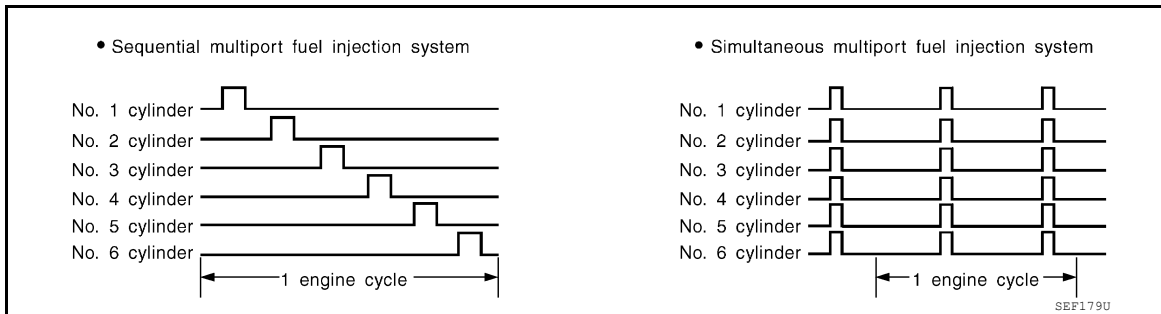 • Sequential multiport fuel injection system
No. 1 cylinder
No. 2 cylinder
No. 3 cylinder
No. 4 cylinder
No. 5 cylinder
No. 6 cylinder
1 engine cycle
• Simultaneous multiport fuel injection system
No. 1 cylinder
No. 2 cylinder
No. 3 cylinder
No. 4 cylinder
No. 5 cylinder
No. 6 cylinder
1 engine cycle
SEF179U